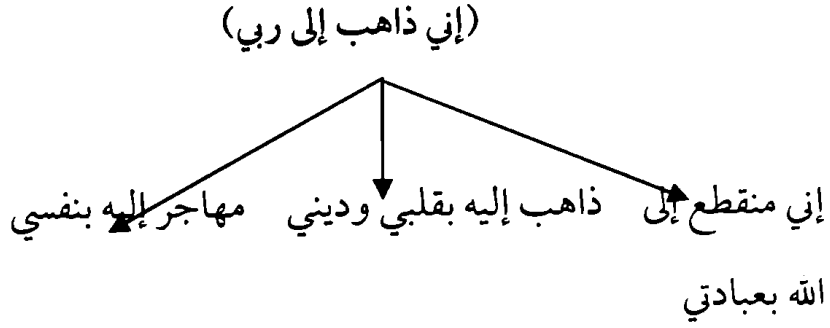 (إني ذاهب إلى ربي)
إني منقطع إلى ذاهب إليه بقلبي وديني مهاجر إليه بنفسي
الله بعبادتي